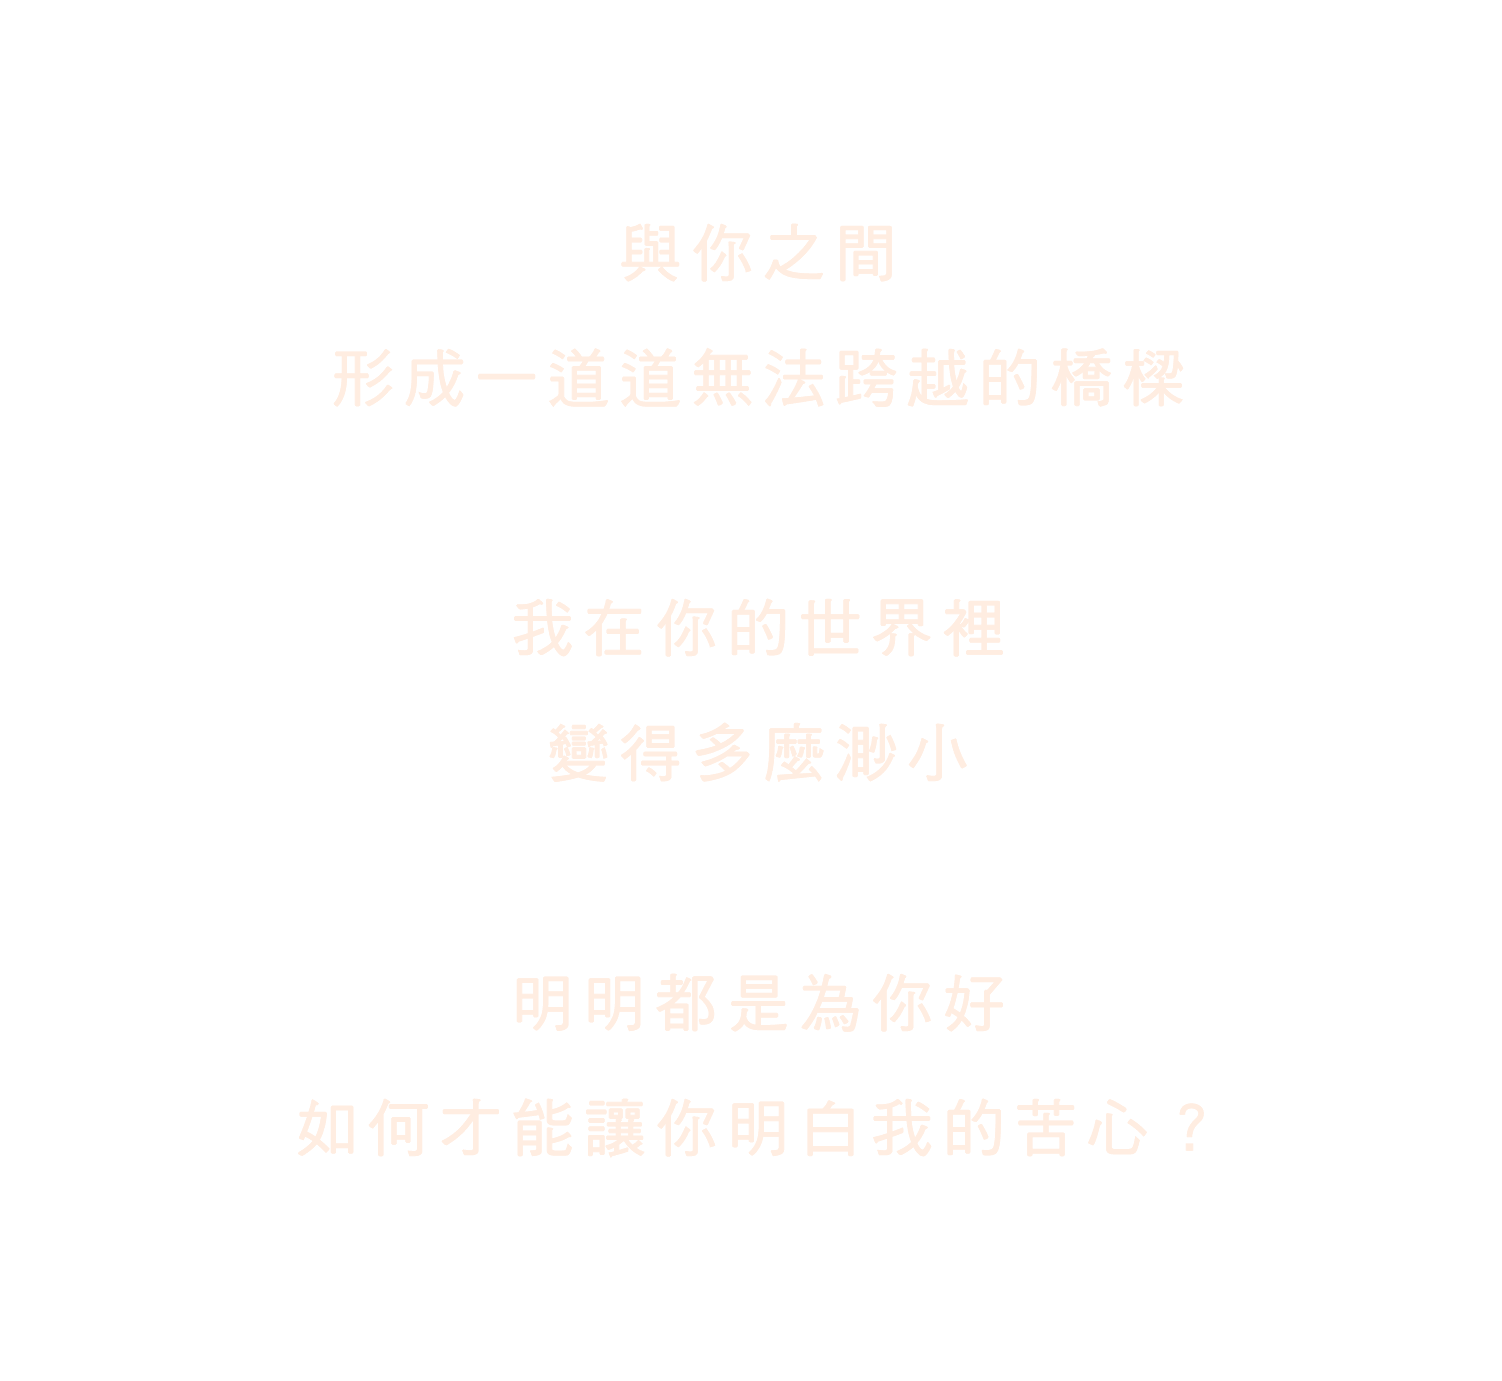 與你之間
形成一道道無法跨越的橋樑
我在你的世界裡
變得多麼渺小
明明都是為你好
如何才能讓你明白我的苦心？